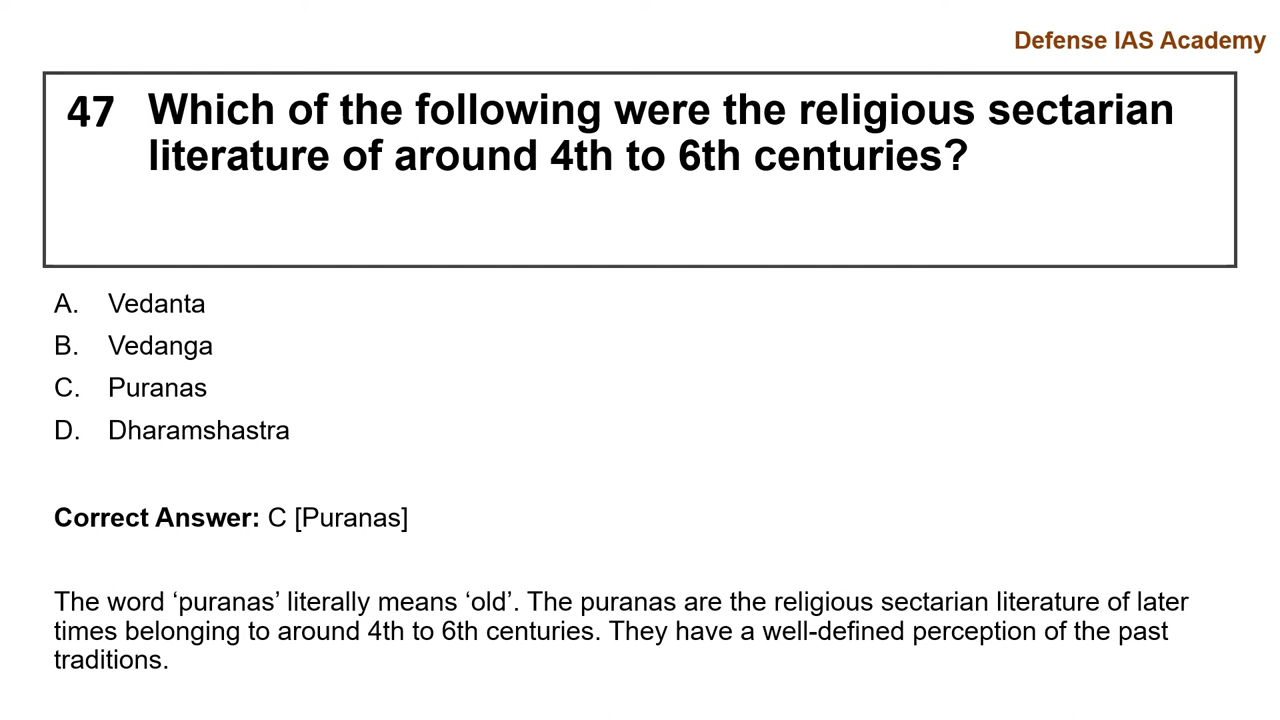 Defense IAS Academy
47 Which of the following were the religious sectarian
literature of around 4th to 6th centuries?
A. Vedanta
B. Vedanga
C. Puranas
D. Dharamshastra
Correct Answer: C [Puranas]
The word ‘puranas’ literally means ‘old’. The puranas are the religious sectarian literature of later
times belonging to around 4th to 6th centuries. They have a well-defined perception of the past
traditions.